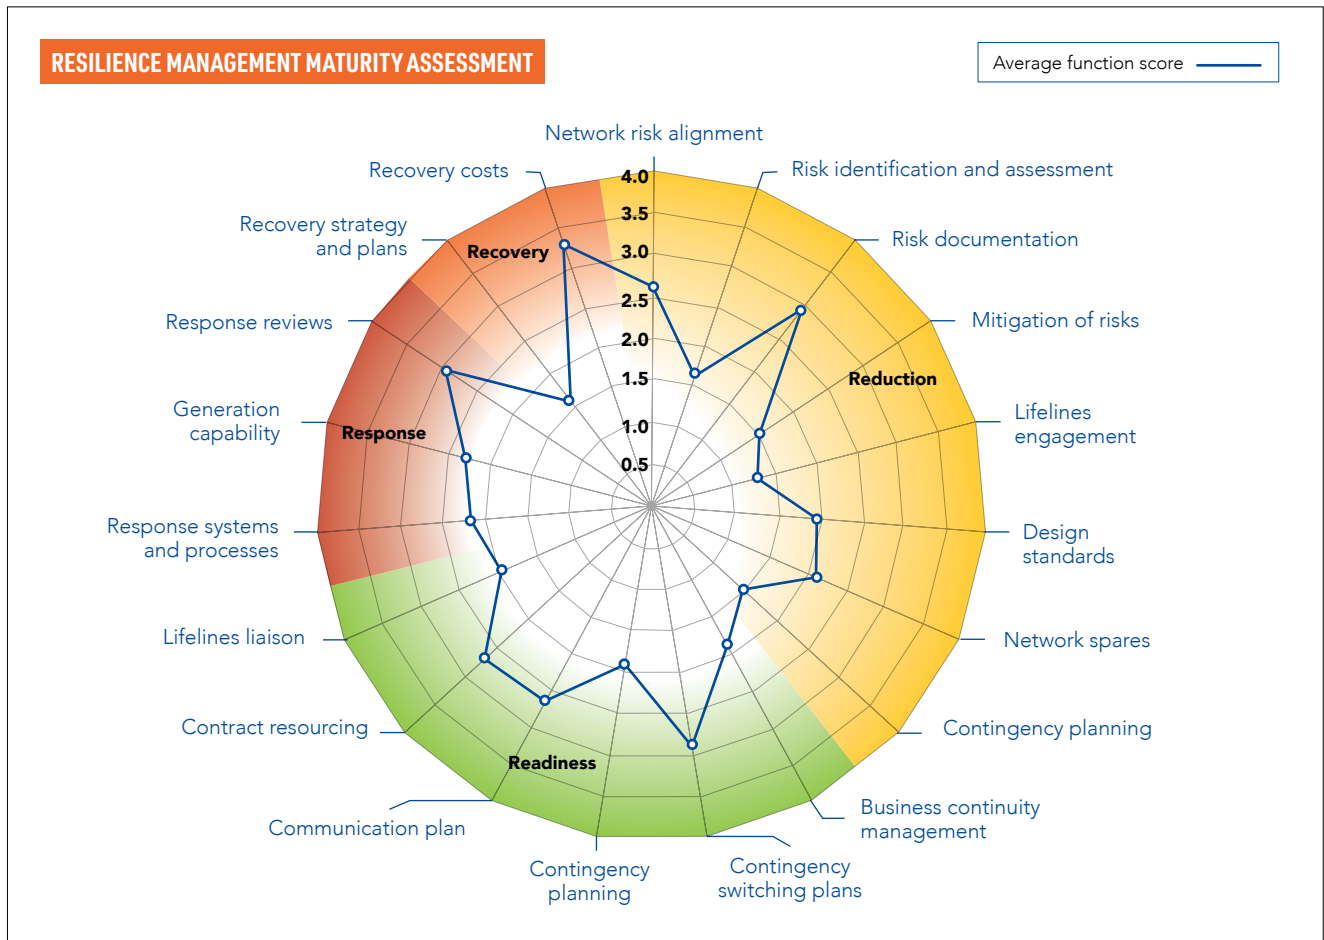 RESILIENCE MANAGEMENT MATURITY ASSESSMENT
Average function score
Network risk alignment
Recovery costs
Risk identification and assessment
Recovery strategy
and plans
Risk documentation
Response reviews
Mitigation of risks
Generation
capability
Lifelines
engagement
Response systems
and processes
Design
standards
Lifelines liaison
Network spares
Contract resourcing
Contingency planning
Communication plan
Business continuity
management
Contingency
planning
Contingency
switching plans
4.0
3.5
3.0
2.5
2.0
1.5
1.0
0.5
Recovery
Reduction
Response
Readiness